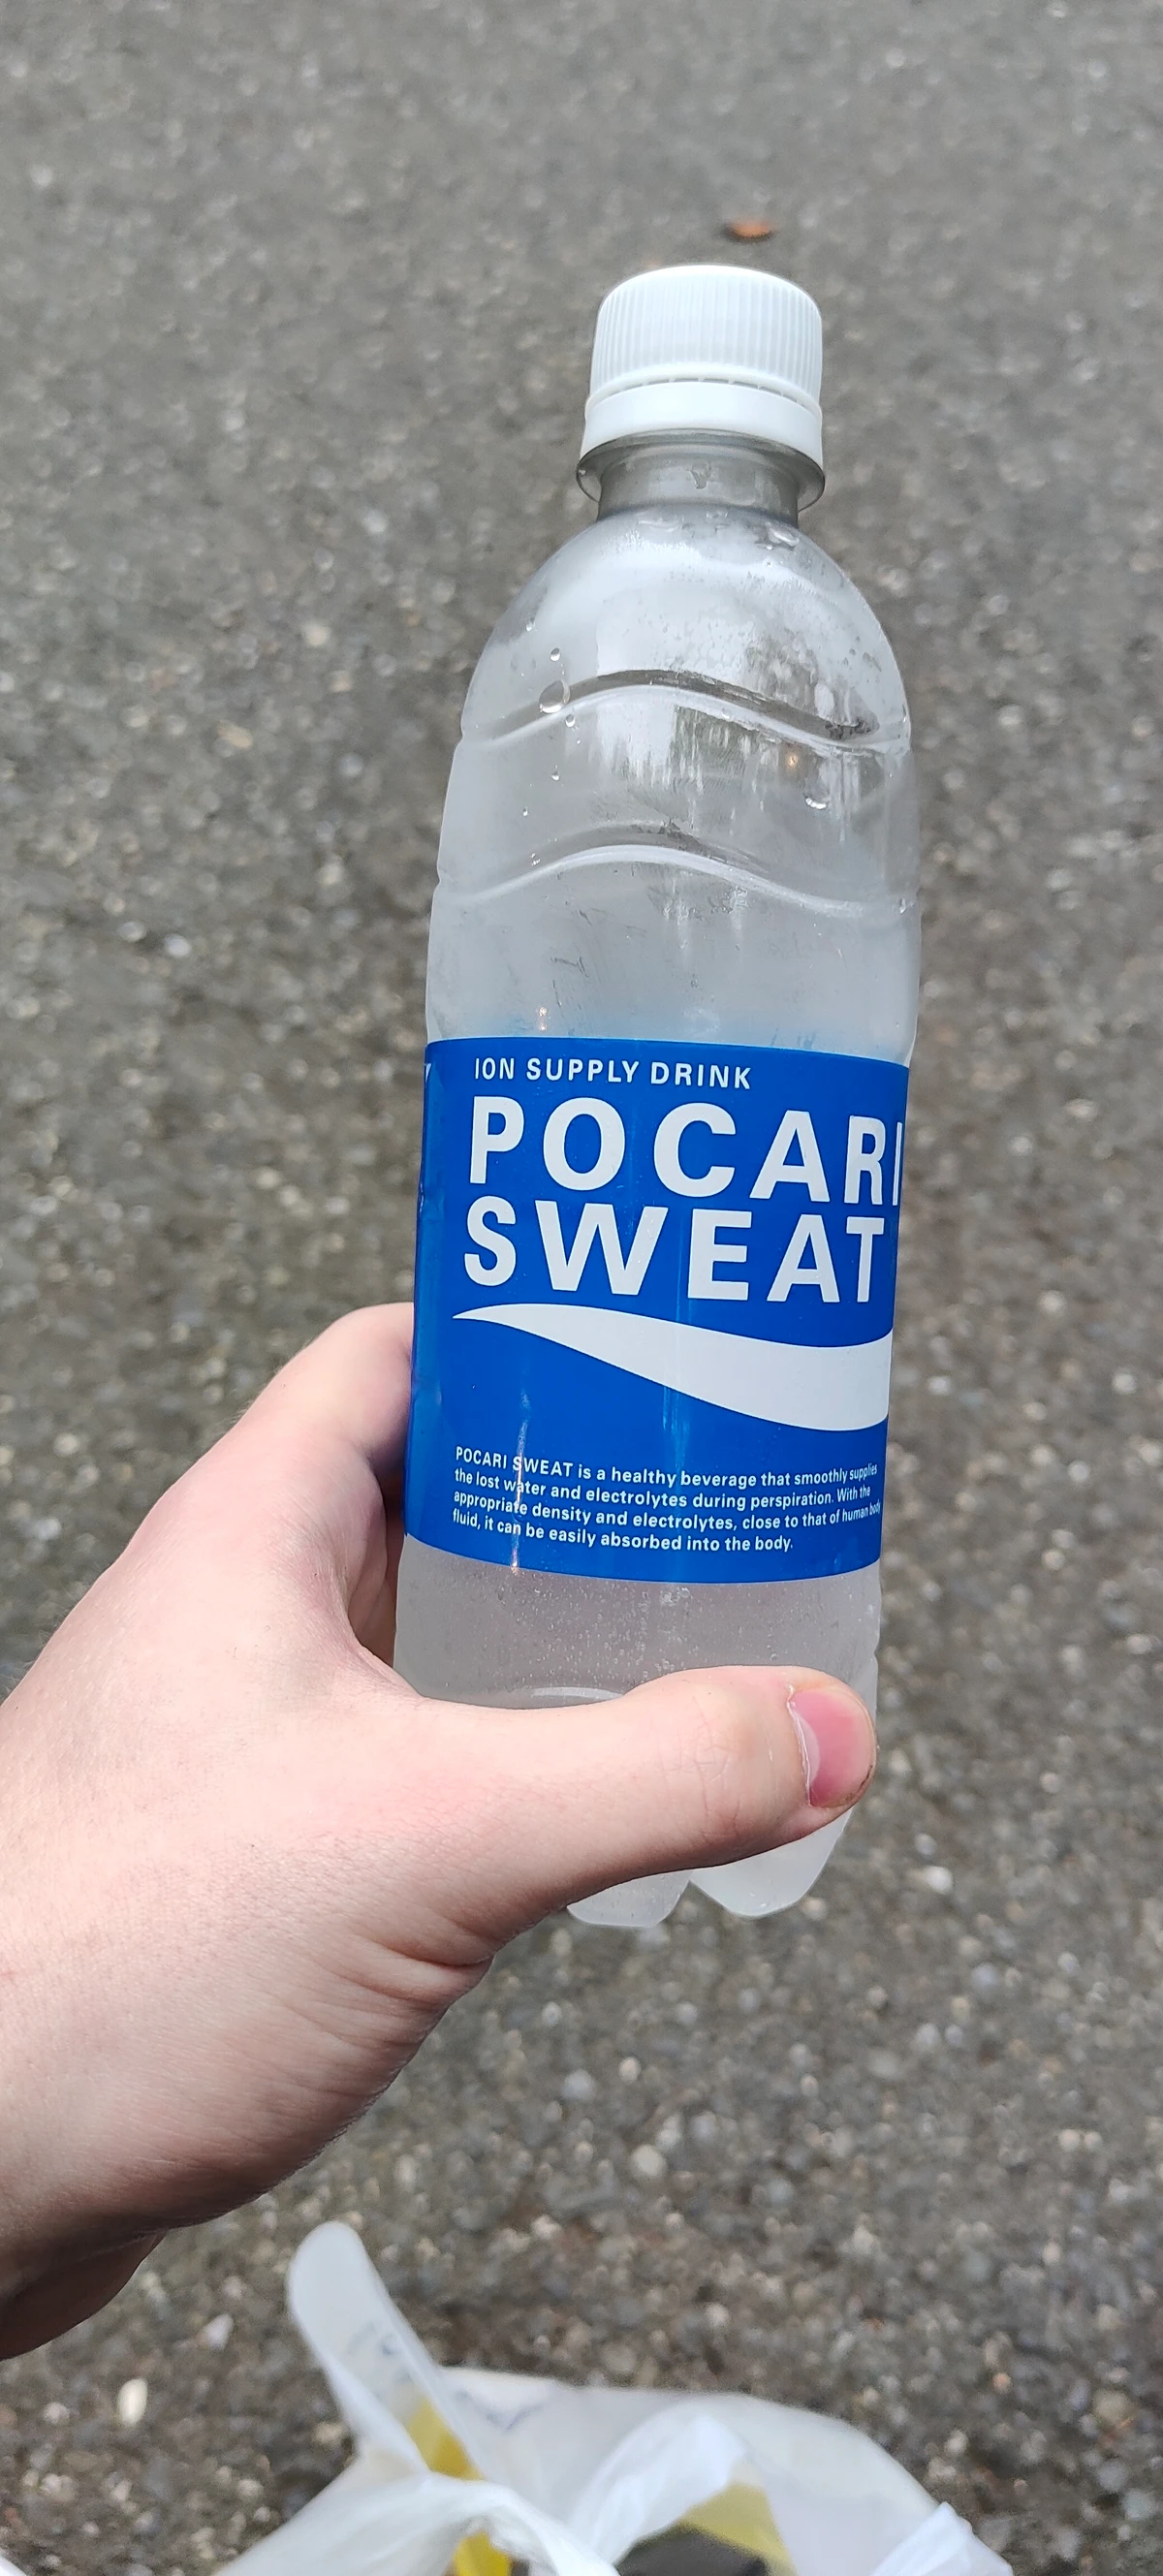 ION SUPPLY DRINK
POCARI
SWEAT
POCARI SWEAT is a healthy beverage that smoothly supplies
the lost water and electrolytes during perspiration. With the
appropriate density and electrolytes, close to that of human body
fluid, it can be easily absorbed into the body.